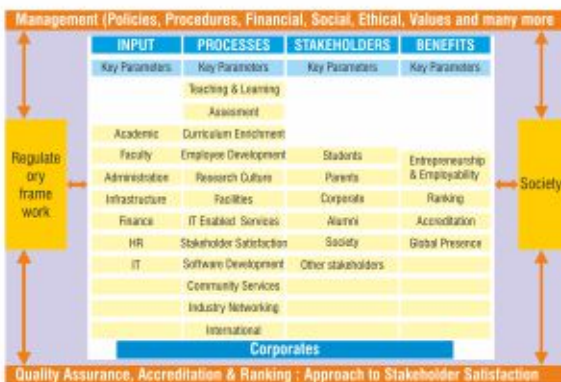 Management (Policies, Procedures, Financial, Social, Ethical, Values and many more
INPUT PROCESSES STAKEHOLDERS BENEFITS
Key Parameters Key Parameters Key Parameters Key Parameters
Teaching & Learning
Assesment
Academic Curriculum Enrichment
Faculty Employee Development Students Entrepreneurship
Administration Research Culture Parents & Employability
Infrastructure Facilities Corporate Ranking
Finance IT Enabled Services Alumni Accreditation
HR Stakeholder Satisfaction Society Global Presence
IT Software Development Other stakeholders
Community Services
Industry Networking
International
Corporates
Regulate
ory
frame
work
Society
Quality Assurance, Accreditation & Ranking : Approach to Stakeholder Satisfaction